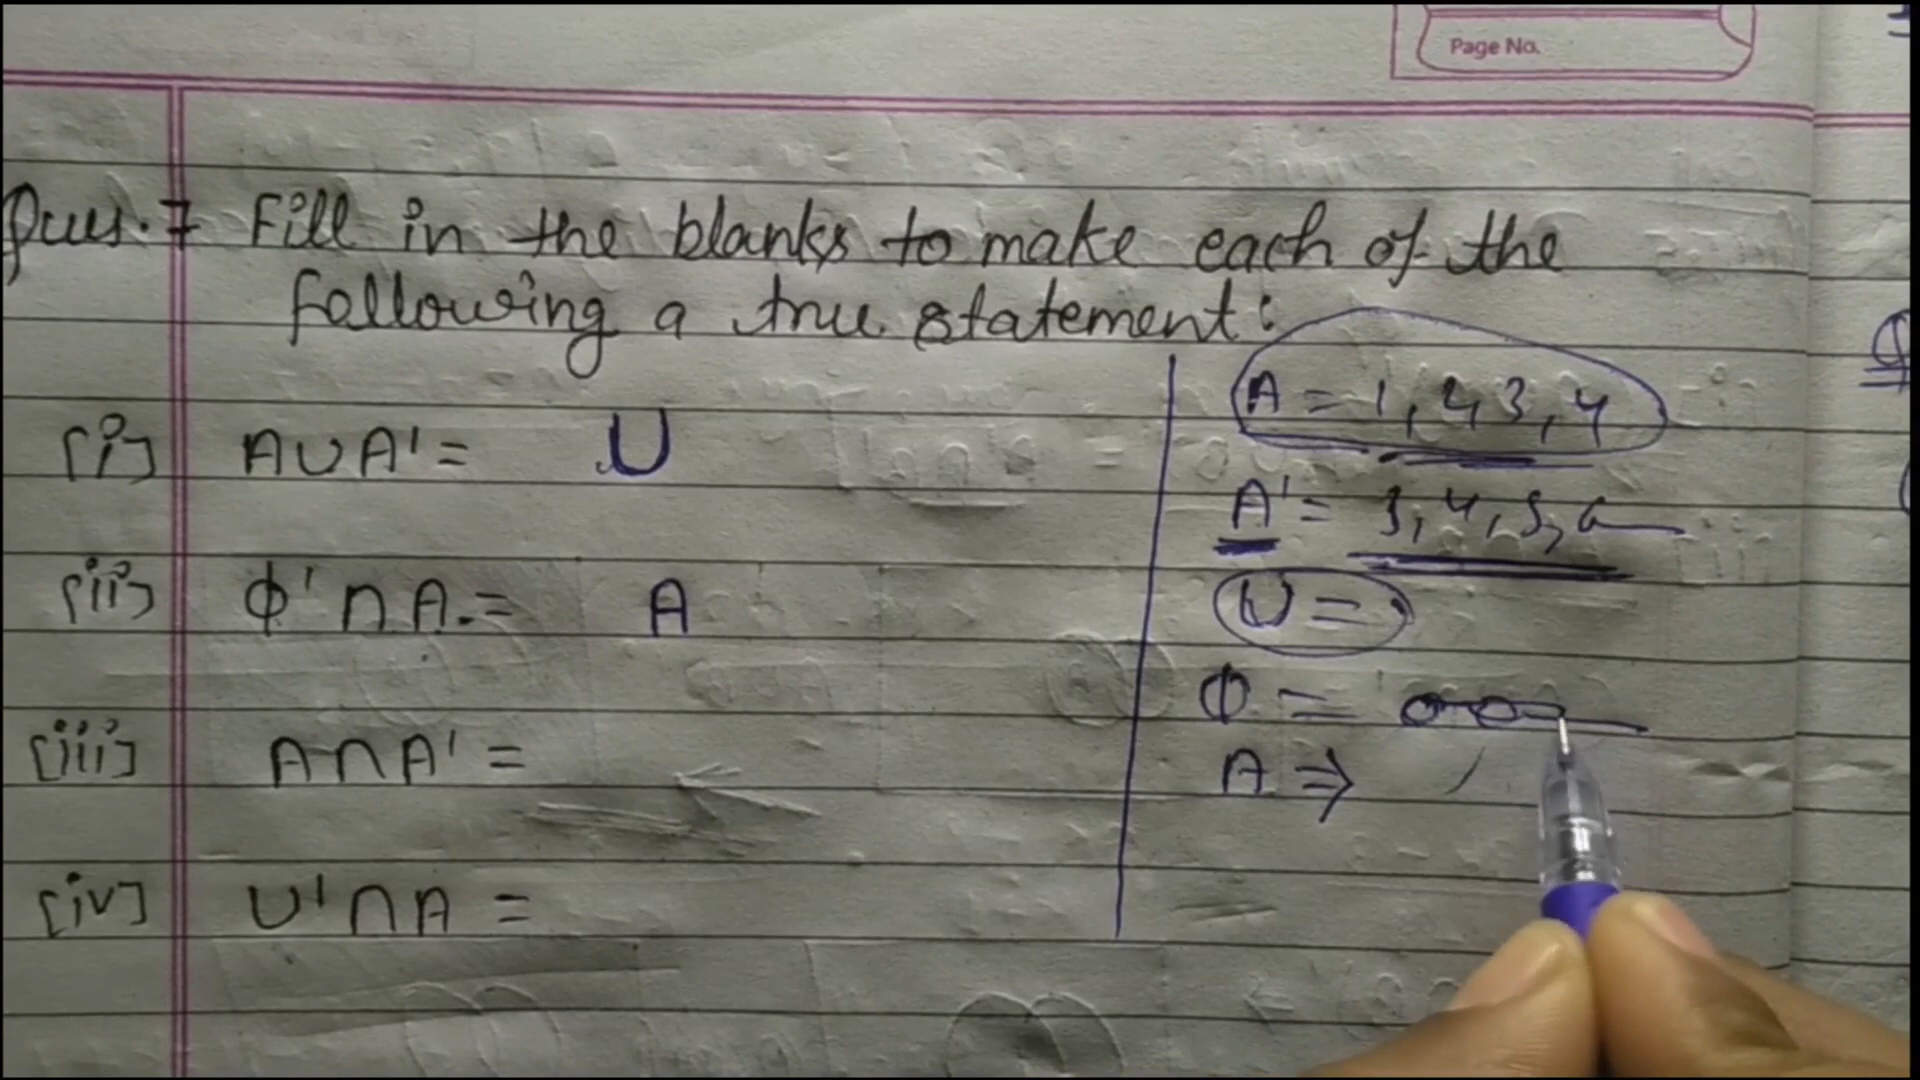 Page No.
Ques.7 Fill in the blanks to make each of the
following a true statement:
[i] A∪A' = U
[ii] ϕ'∩A = A
[iii] A∩A' =
[iv] U'∩A =
A = 1, 2, 3, 4
A' = 3, 4, 5, 6
U =
ϕ =
A ⇒